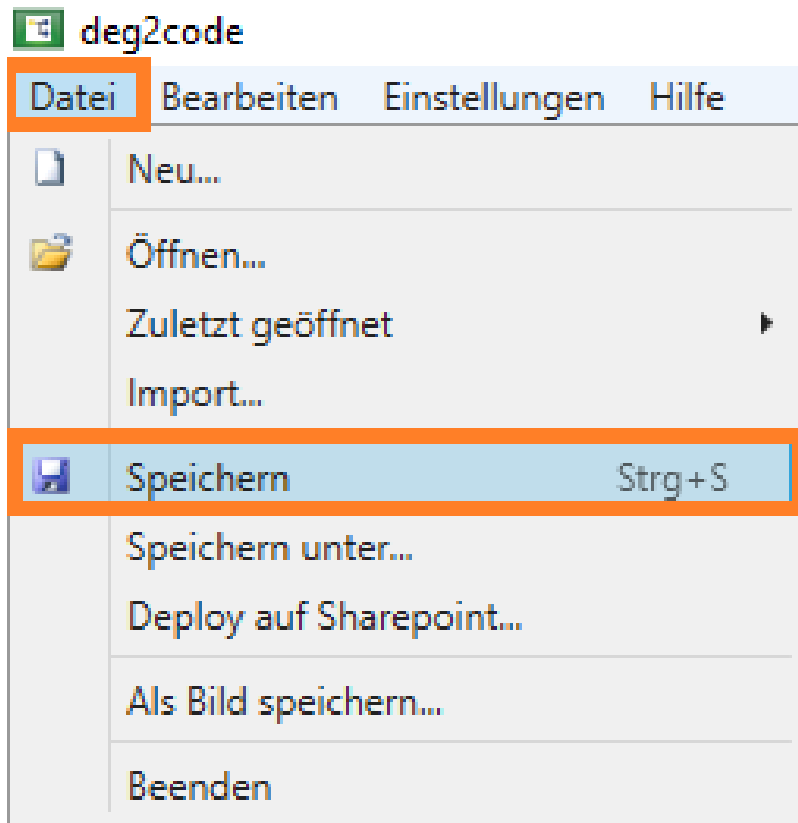 deg2code
Datei Bearbeiten Einstellungen Hilfe
Neu...
Öffnen...
Zuletzt geöffnet
Import...
Speichern Strg+S
Speichern unter...
Deploy auf Sharepoint...
Als Bild speichern...
Beenden